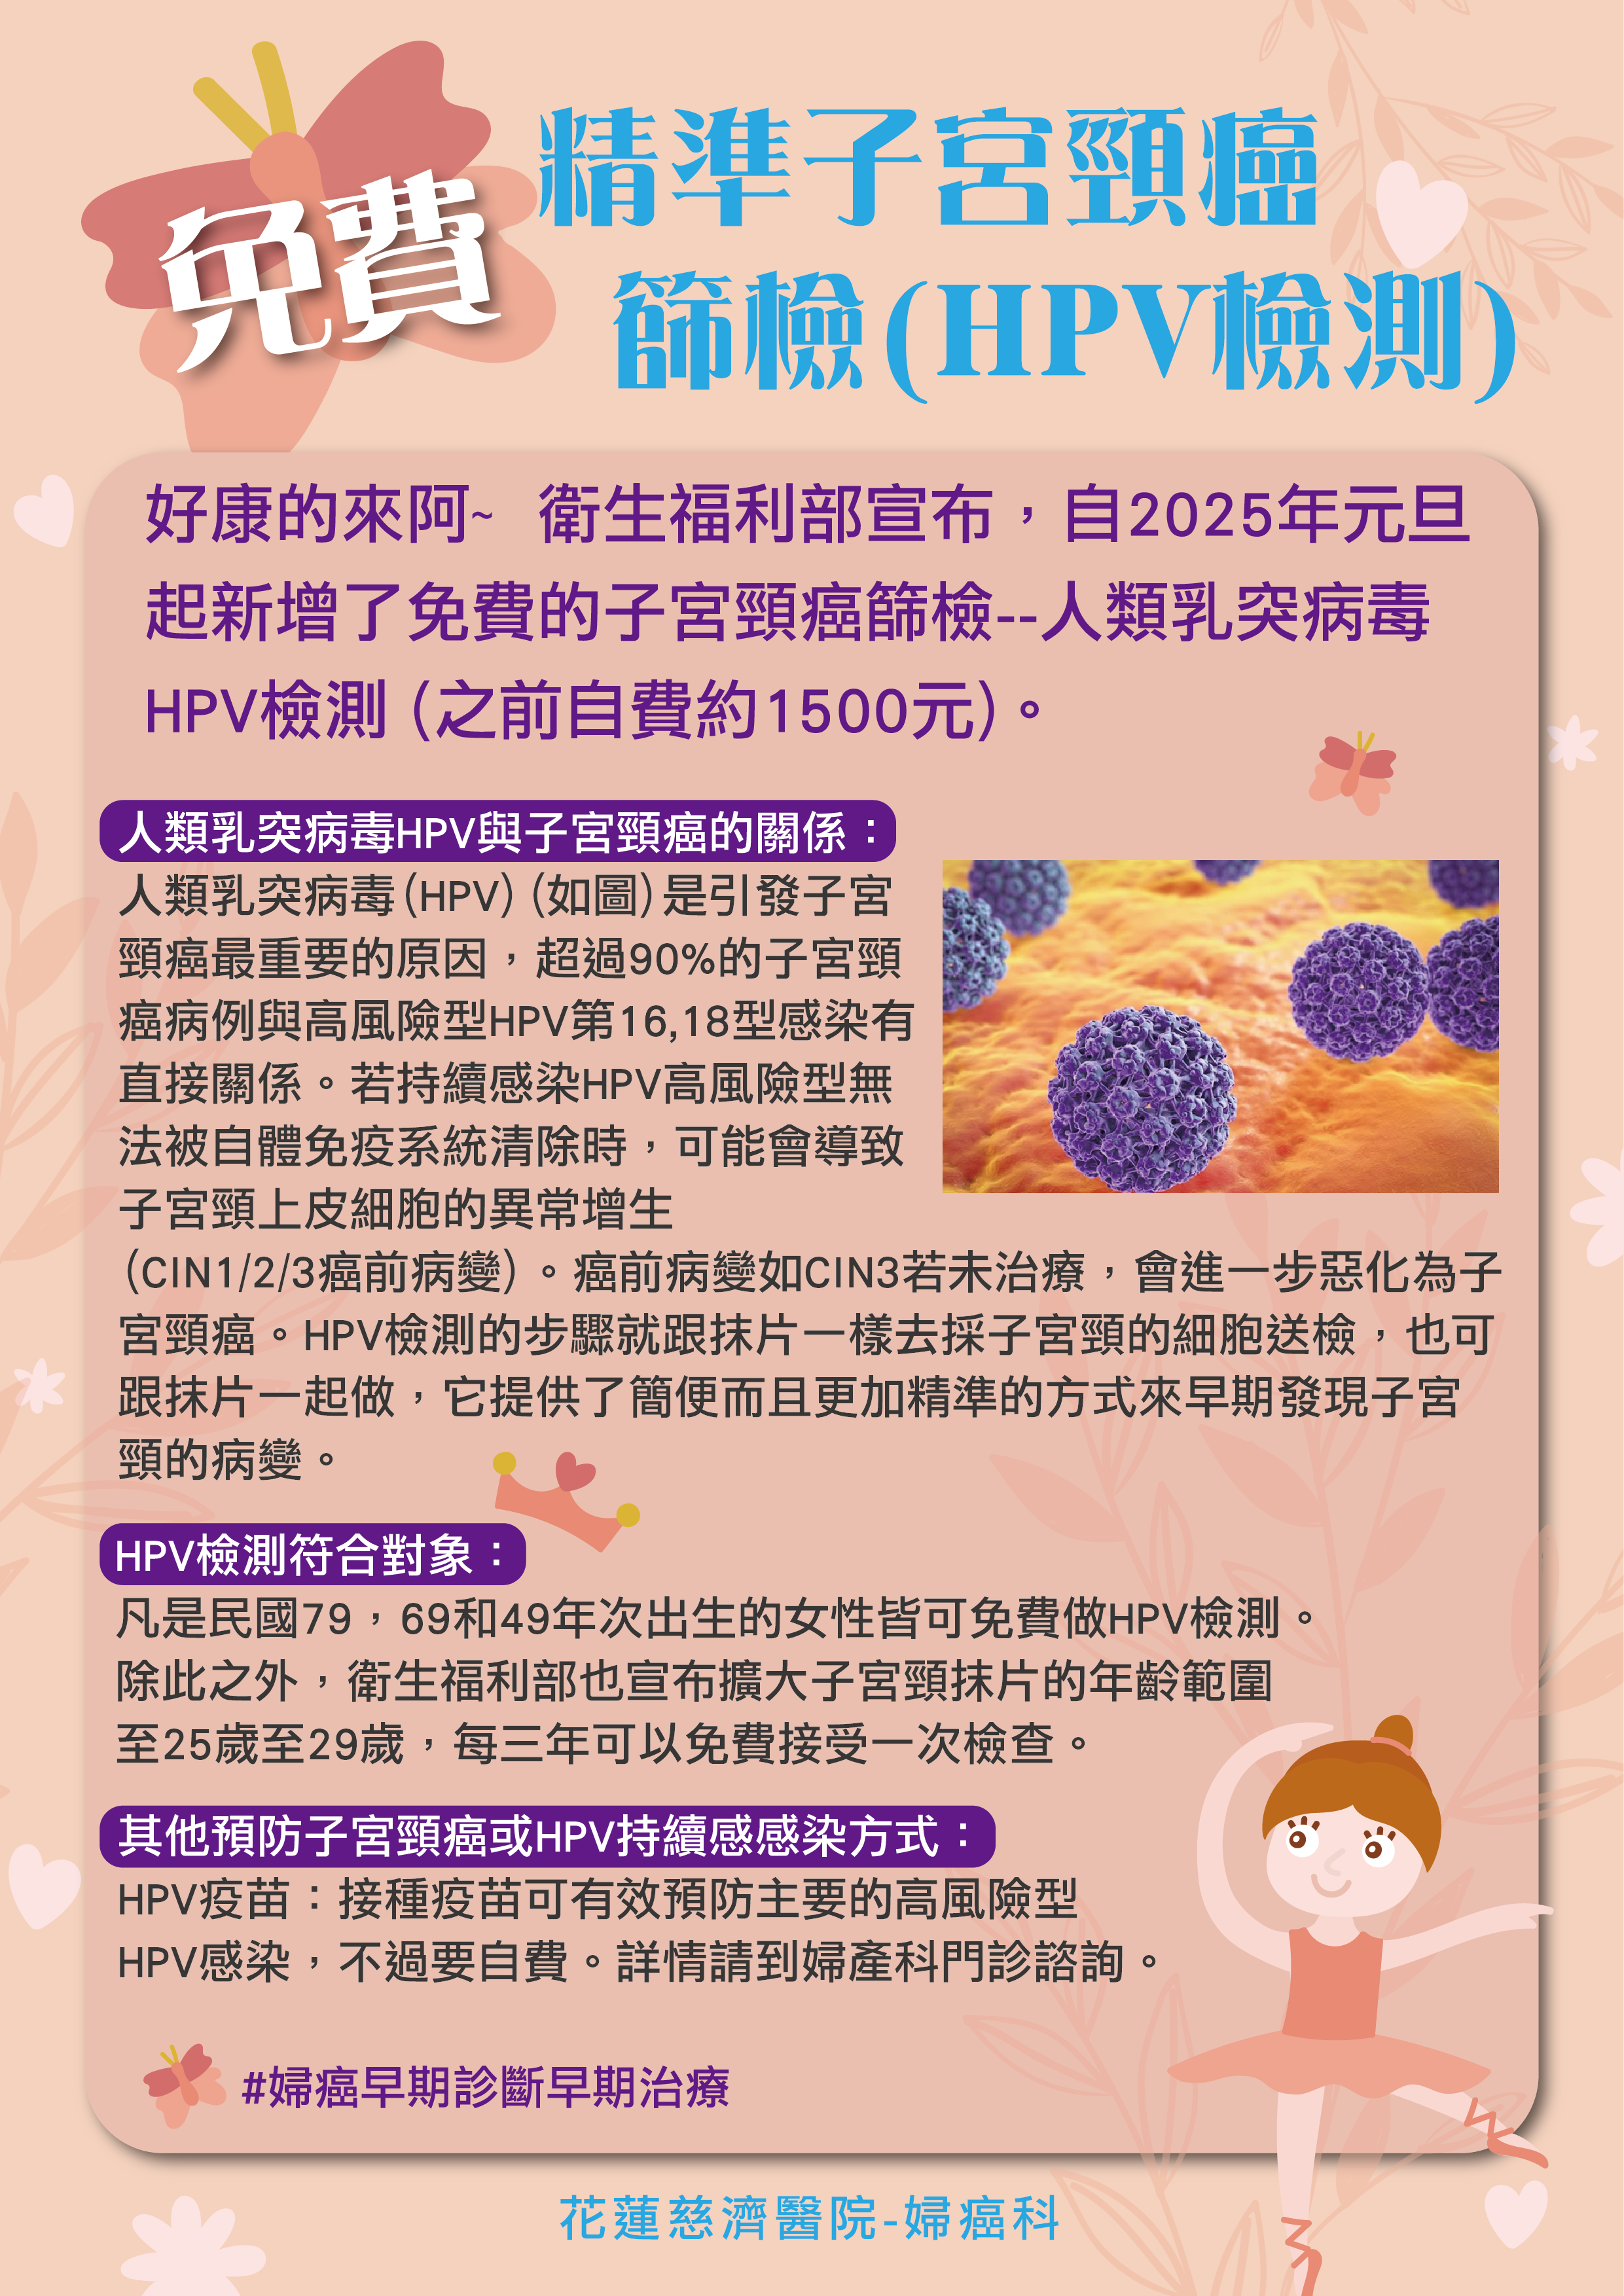 免費
精準子宮頸癌
篩檢(HPV檢測)
好康的來阿~ 衛生福利部宣布，自2025年元旦
起新增了免費的子宮頸癌篩檢--人類乳突病毒
HPV檢測 (之前自費約1500元)。
人類乳突病毒HPV與子宮頸癌的關係：
人類乳突病毒(HPV) (如圖) 是引發子宮
頸癌最重要的原因，超過90%的子宮頸
癌病例與高風險型HPV第16,18型感染有
直接關係。若持續感染HPV高風險型無
法被自體免疫系統清除時，可能會導致
子宮頸上皮細胞的異常增生
(CIN1/2/3癌前病變)。癌前病變如CIN3若未治療，會進一步惡化為子
宮頸癌。HPV檢測的步驟就跟抹片一樣去採子宮頸的細胞送檢，也可
跟抹片一起做，它提供了簡便而且更加精準的方式來早期發現子宮
頸的病變。
HPV檢測符合對象：
凡是民國79，69和49年次出生的女性皆可免費做HPV檢測。
除此之外，衛生福利部也宣布擴大子宮頸抹片的年齡範圍
至25歲至29歲，每三年可以免費接受一次檢查。
其他預防子宮頸癌或HPV持續感感染方式：
HPV疫苗：接種疫苗可有效預防主要的高風險型
HPV感染，不過要自費。詳情請到婦產科門診諮詢。
#婦癌早期診斷早期治療
花蓮慈濟醫院-婦癌科